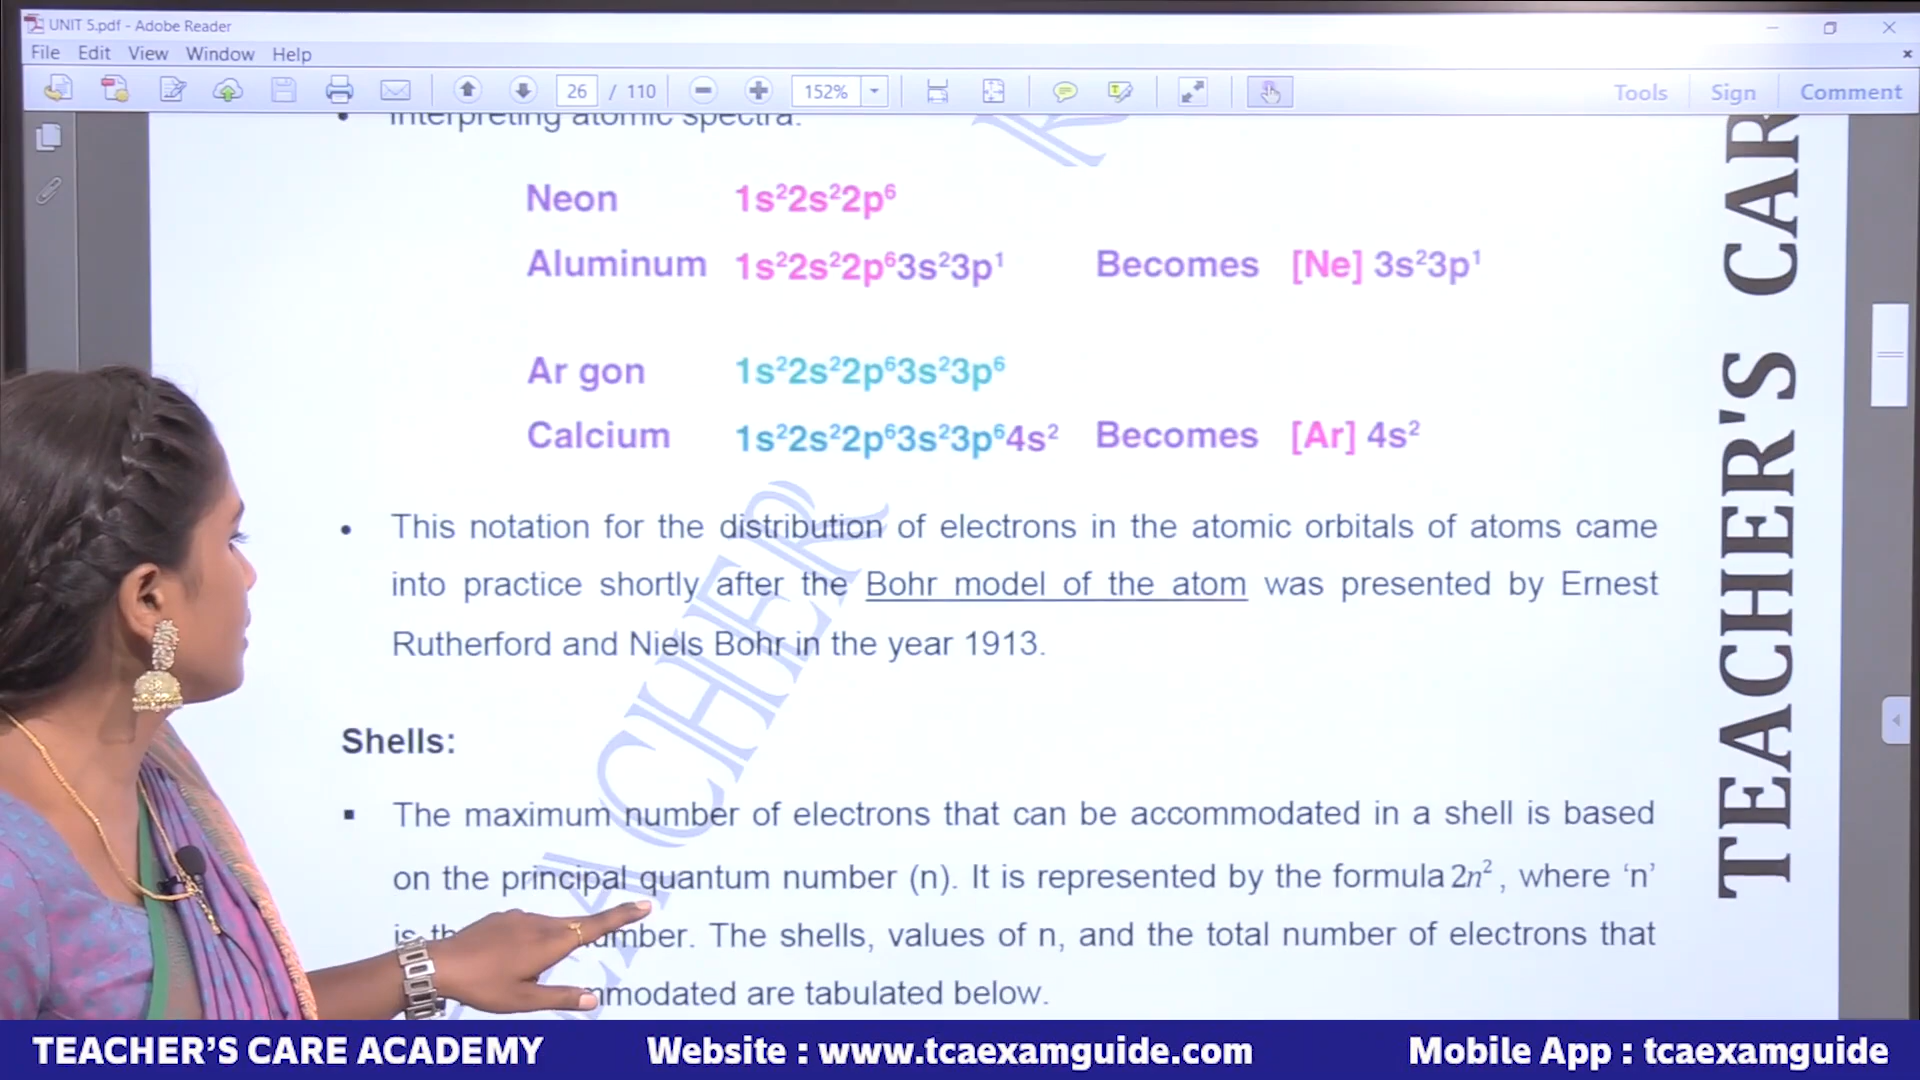 UNIT 5.pdf - Adobe Reader
File Edit View Window Help
26 / 110 152% Tools Sign Comment
Interpreting atomic spectra.
Neon 1s²2s²2p⁶
Aluminum 1s²2s²2p⁶3s²3p¹ Becomes [Ne] 3s²3p¹
Ar gon 1s²2s²2p⁶3s²3p⁶
Calcium 1s²2s²2p⁶3s²3p⁶4s² Becomes [Ar] 4s²
• This notation for the distribution of electrons in the atomic orbitals of atoms came
into practice shortly after the Bohr model of the atom was presented by Ernest
Rutherford and Niels Bohr in the year 1913.
Shells:
▪ The maximum number of electrons that can be accommodated in a shell is based
on the principal quantum number (n). It is represented by the formula 2n², where ‘n’
is number. The shells, values of n, and the total number of electrons that
are tabulated below.
TEACHER'S CAR
TEACHER
TEACHER’S CARE ACADEMY Website : www.tcaexamguide.com Mobile App : tcaexamguide